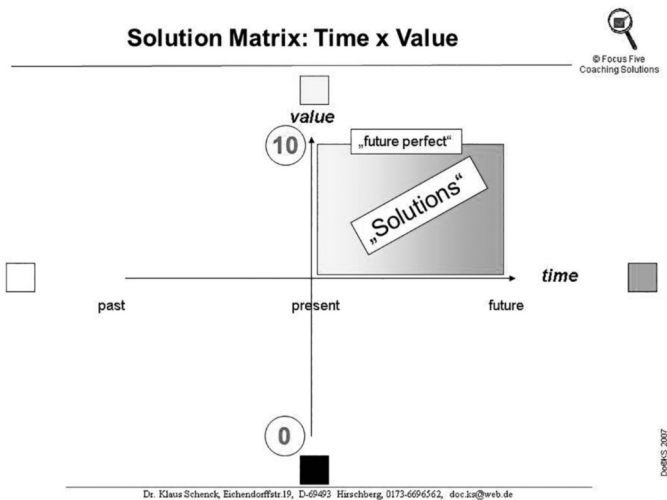 Solution Matrix: Time x Value
© Focus Five
Coaching Solutions
value
10
„future perfect“
„Solutions“
time
past
present
future
0
DoßKS 2007
Dr. Klaus Schenck, Eichendorffstr.19, D-69493 Hirschberg, 0173-6696562, doc.ks@web.de